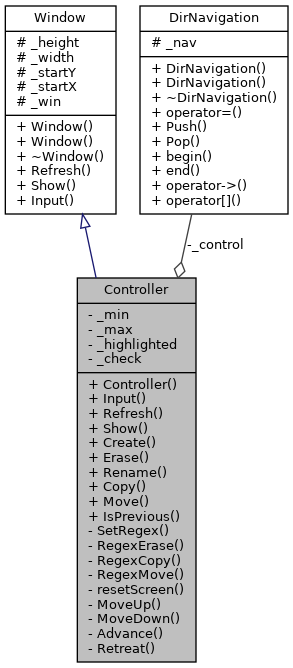 Window
# _height
# _width
# _startY
# _startX
# _win
+ Window()
+ Window()
+ ~Window()
+ Refresh()
+ Show()
+ Input()
DirNavigation
# _nav
+ DirNavigation()
+ DirNavigation()
+ ~DirNavigation()
+ operator=()
+ Push()
+ Pop()
+ begin()
+ end()
+ operator->()
+ operator[]()
-_control
Controller
- _min
- _max
- _highlighted
- _check
+ Controller()
+ Input()
+ Refresh()
+ Show()
+ Create()
+ Erase()
+ Rename()
+ Copy()
+ Move()
+ IsPrevious()
- SetRegex()
- RegexErase()
- RegexCopy()
- RegexMove()
- resetScreen()
- MoveUp()
- MoveDown()
- Advance()
- Retreat()